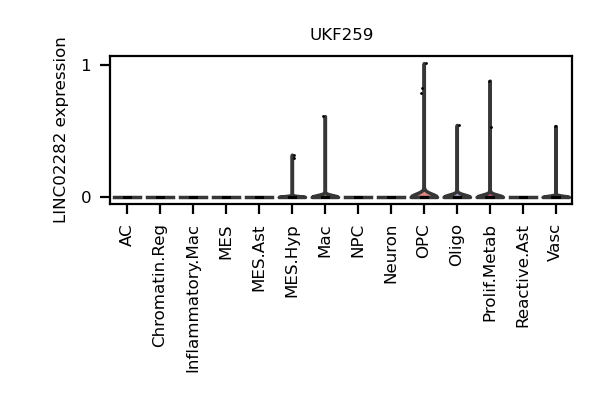 UKF259
LINC02282 expression
1
0
AC
Chromatin.Reg
Inflammatory.Mac
MES
MES.Ast
MES.Hyp
Mac
NPC
Neuron
OPC
Oligo
Prolif.Metab
Reactive.Ast
Vasc